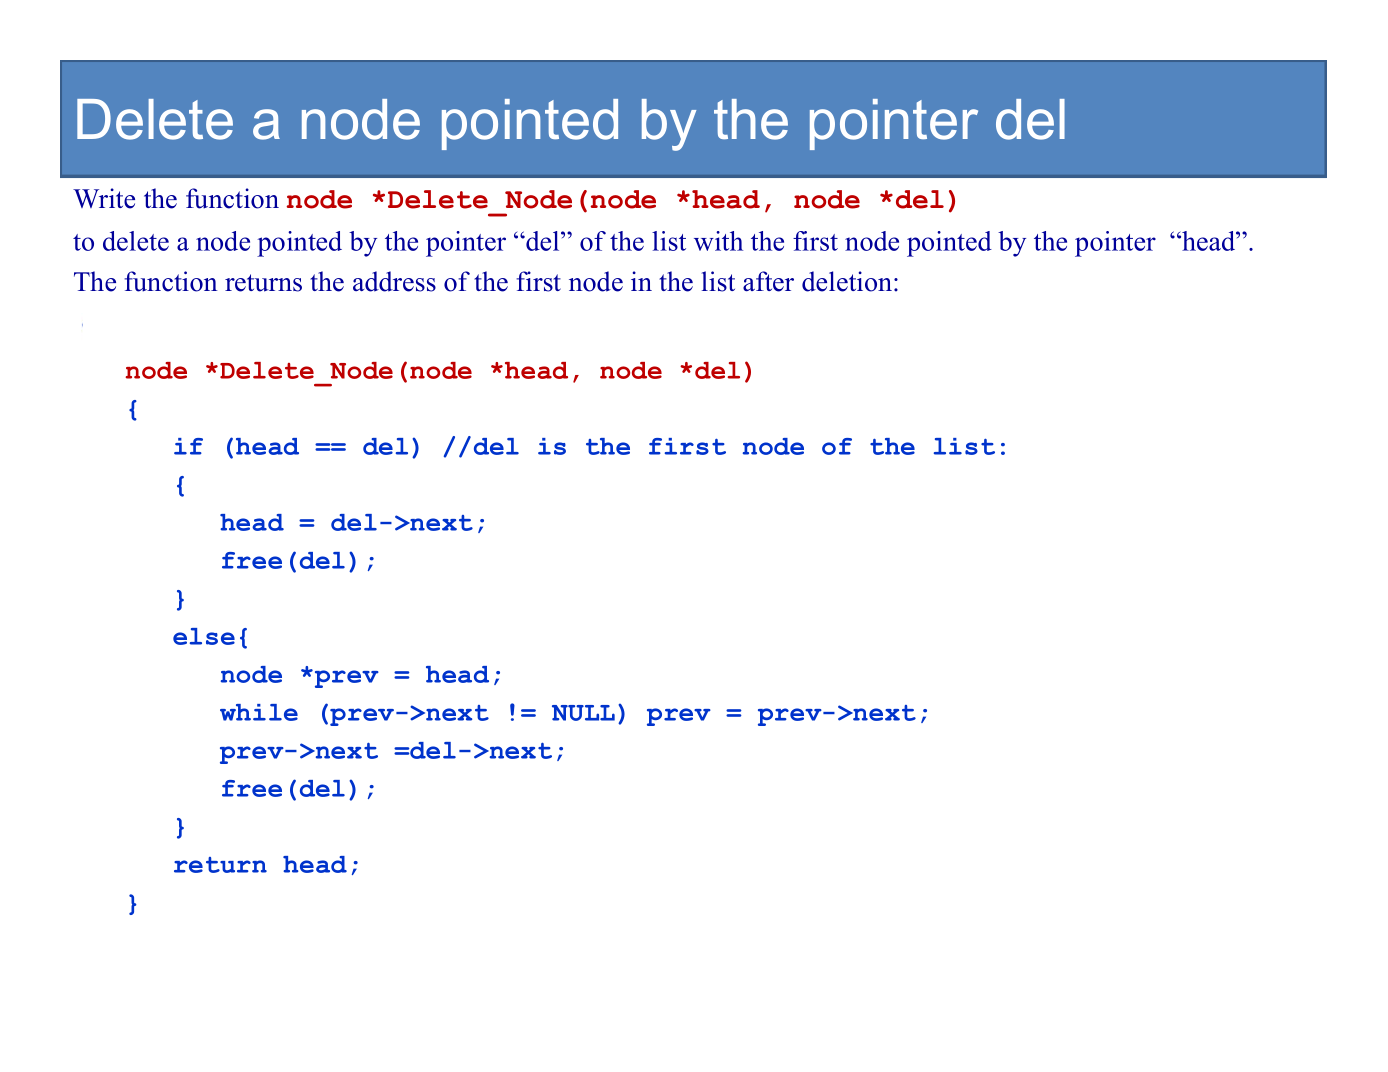 Delete a node pointed by the pointer del
Write the function node *Delete_Node(node *head, node *del)
to delete a node pointed by the pointer “del” of the list with the first node pointed by the pointer “head”.
The function returns the address of the first node in the list after deletion:
node *Delete_Node(node *head, node *del)
{
if (head == del) //del is the first node of the list:
{
head = del->next;
free(del);
}
else{
node *prev = head;
while (prev->next != NULL) prev = prev->next;
prev->next =del->next;
free(del);
}
return head;
}